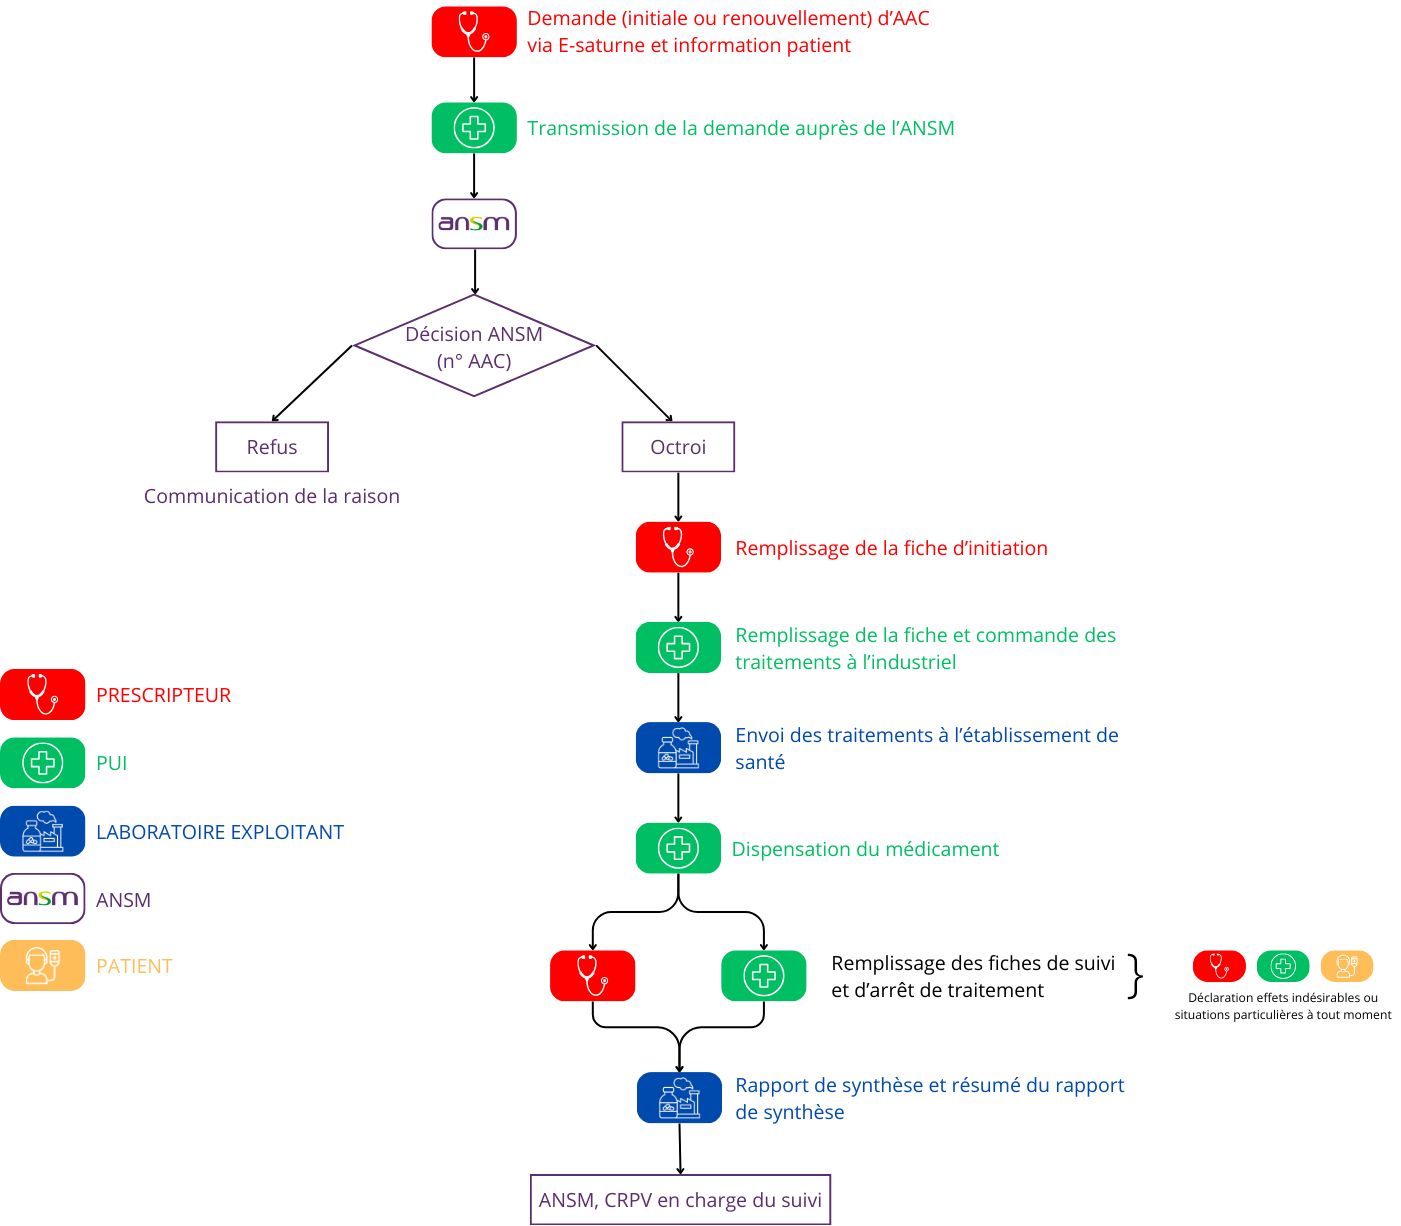 Demande (initiale ou renouvellement) d’AAC
via E-saturne et information patient
Transmission de la demande auprès de l’ANSM
ansm
Décision ANSM
(n° AAC)
Refus
Octroi
Communication de la raison
Remplissage de la fiche d’initiation
Remplissage de la fiche et commande des
traitements à l’industriel
PRESCRIPTEUR
Envoi des traitements à l’établissement de
santé
PUI
LABORATOIRE EXPLOITANT
Dispensation du médicament
ansm
ANSM
PATIENT
Remplissage des fiches de suivi
et d’arrêt de traitement
Déclaration effets indésirables ou
situations particulières à tout moment
Rapport de synthèse et résumé du rapport
de synthèse
ANSM, CRPV en charge du suivi